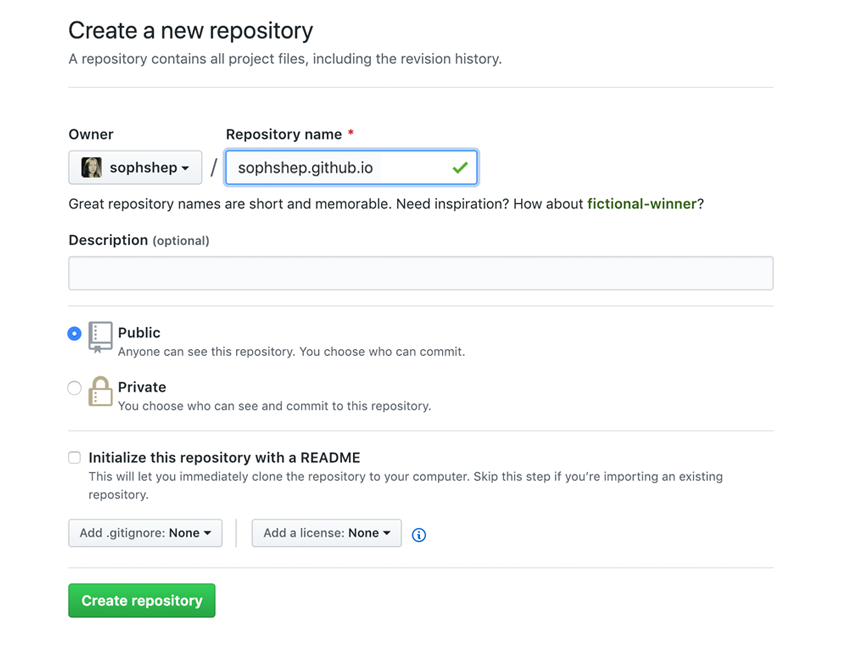 Create a new repository
A repository contains all project files, including the revision history.
Owner
Repository name *
sophshep
/
sophshep.github.io
Great repository names are short and memorable. Need inspiration? How about fictional-winner?
Description (optional)
Public
Anyone can see this repository. You choose who can commit.
Private
You choose who can see and commit to this repository.
Initialize this repository with a README
This will let you immediately clone the repository to your computer. Skip this step if you’re importing an existing
repository.
Add .gitignore: None
Add a license: None
Create repository